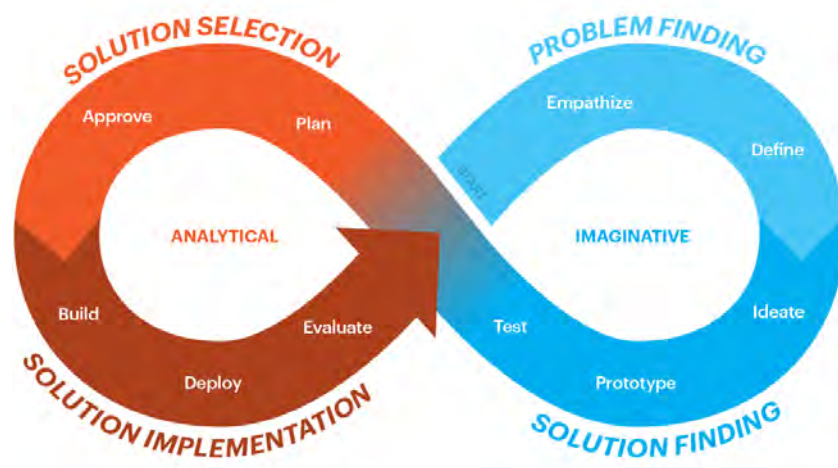 SOLUTION SELECTION
PROBLEM FINDING
Approve
Plan
Empathize
Define
START
ANALYTICAL
IMAGINATIVE
Build
Evaluate
Deploy
Test
Ideate
Prototype
SOLUTION IMPLEMENTATION
SOLUTION FINDING